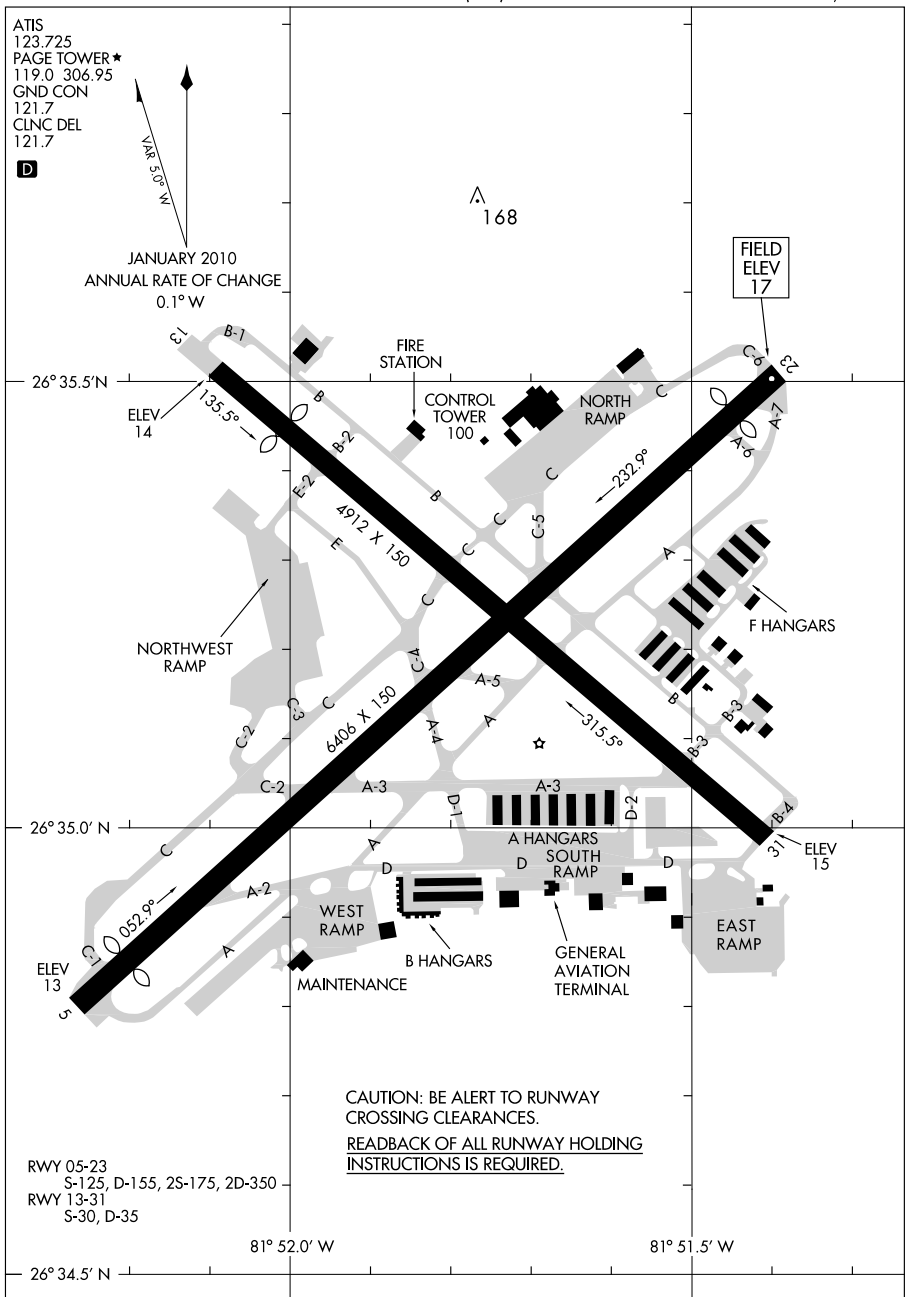 ATIS
123.725
PAGE TOWER★
119.0 306.95
GND CON
121.7
CLNC DEL
121.7
D
VAR 5.0° W
JANUARY 2010
ANNUAL RATE OF CHANGE
0.1° W
168
FIELD
ELEV
17
13
B-1
FIRE
STATION
C-6
23
26° 35.5' N
ELEV
14
135.5°
B
CONTROL
TOWER
100
NORTH
RAMP
C
A-7
A-6
B-2
E-2
232.9°
C
B
4912 X 150
C
C-5
E
C
A
C
F HANGARS
NORTHWEST
RAMP
C-4
A-5
B
C-3
C
6406 X 150
A
A-4
315.5°
B-3
C-2
B-3
C-2
A-3
A-3
D-1
D-2
B-4
26° 35.0' N
A
A HANGARS
31
ELEV
15
C
SOUTH
RAMP
D
D
D
A-2
052.9°
WEST
RAMP
EAST
RAMP
A
C-1
B HANGARS
GENERAL
AVIATION
TERMINAL
ELEV
13
MAINTENANCE
5
CAUTION: BE ALERT TO RUNWAY
CROSSING CLEARANCES.
READBACK OF ALL RUNWAY HOLDING
INSTRUCTIONS IS REQUIRED.
RWY 05-23
S-125, D-155, 2S-175, 2D-350
RWY 13-31
S-30, D-35
81° 52.0' W
81° 51.5' W
26° 34.5' N